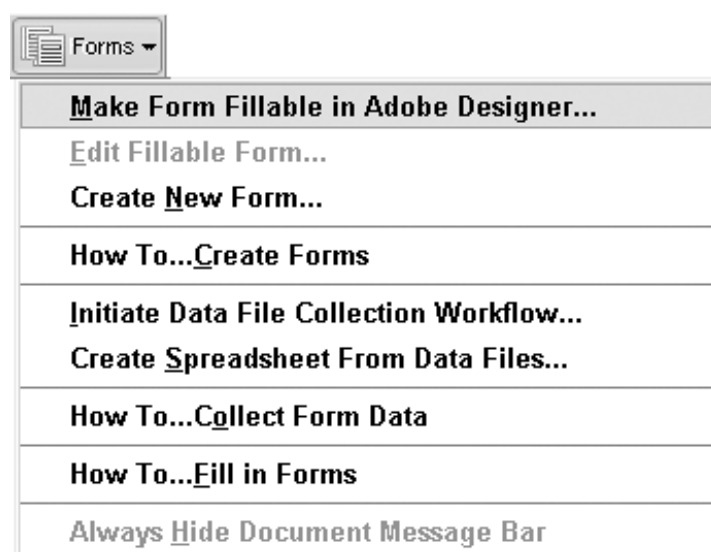 Forms
Make Form Fillable in Adobe Designer...
Edit Fillable Form...
Create New Form...
How To...Create Forms
Initiate Data File Collection Workflow...
Create Spreadsheet From Data Files...
How To...Collect Form Data
How To...Fill in Forms
Always Hide Document Message Bar